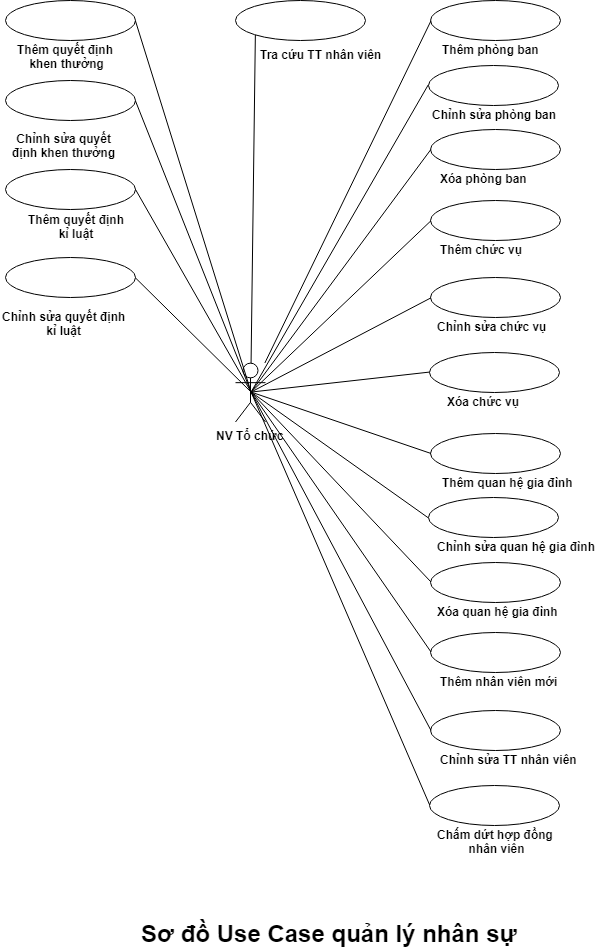 Thêm quyết định
khen thưởng
Tra cứu TT nhân viên
Thêm phòng ban
Chỉnh sửa quyết
định khen thưởng
Chỉnh sửa phòng ban
Thêm quyết định
kỉ luật
Xóa phòng ban
Chỉnh sửa quyết định
kỉ luật
Thêm chức vụ
Chỉnh sửa chức vụ
Xóa chức vụ
NV Tổ chức
Thêm quan hệ gia đỉnh
Chỉnh sửa quan hệ gia đỉnh
Xóa quan hệ gia đỉnh
Thêm nhân viên mới
Chỉnh sửa TT nhân viên
Chấm dứt hợp đồng
nhân viên
Sơ đồ Use Case quản lý nhân sự